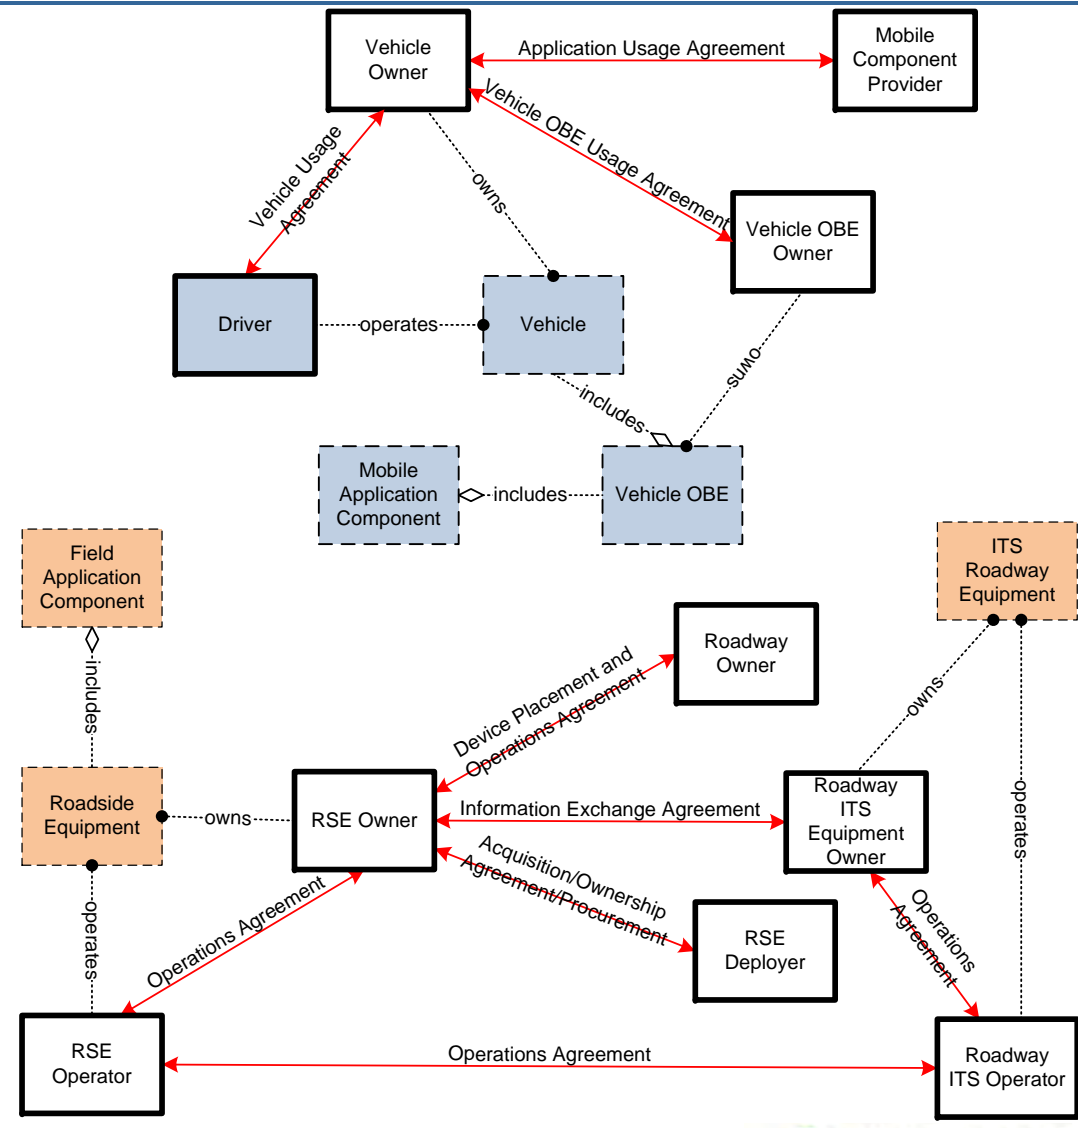 Vehicle
Owner
Application Usage Agreement
Mobile
Component
Provider
Vehicle Usage
Agreement
owns
Vehicle OBE Usage Agreement
Vehicle OBE
Owner
Driver
operates
Vehicle
owns
includes
Mobile
Application
Component
includes
Vehicle OBE
Field
Application
Component
ITS
Roadway
Equipment
includes
Device Placement and
Operations Agreement
Roadway
Owner
owns
operates
Roadside
Equipment
owns
RSE Owner
Information Exchange Agreement
Roadway
ITS
Equipment
Owner
Acquisition/Ownership
Agreement/Procurement
operates
Operations Agreement
RSE
Deployer
Operations
Agreement
RSE
Operator
Operations Agreement
Roadway
ITS Operator